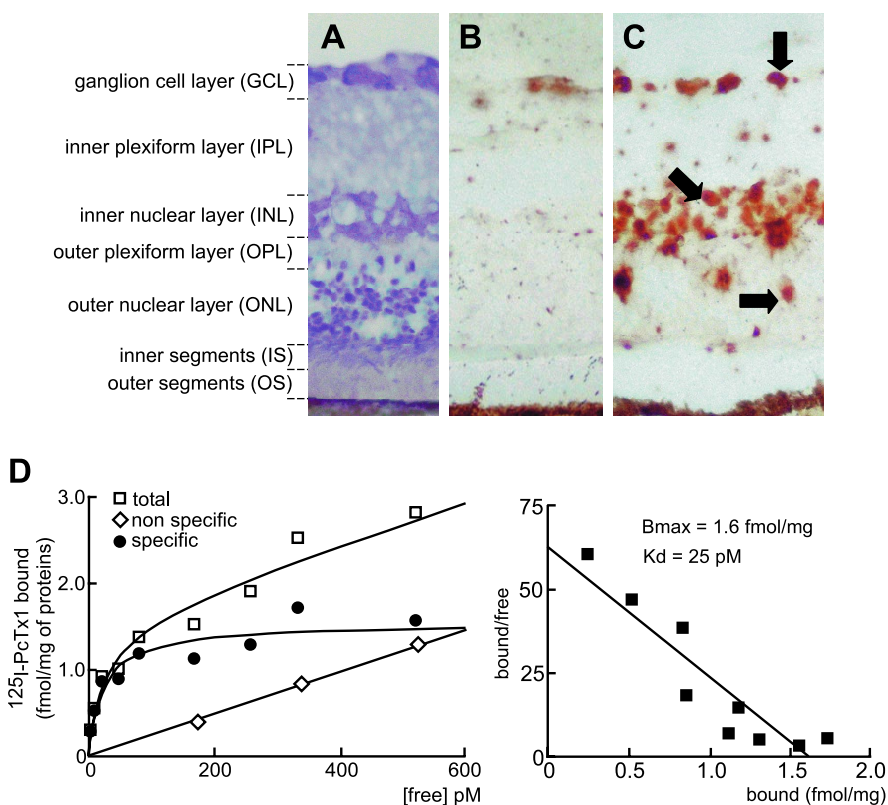 A
B
C
ganglion cell layer (GCL)
inner plexiform layer (IPL)
inner nuclear layer (INL)
outer plexiform layer (OPL)
outer nuclear layer (ONL)
inner segments (IS)
outer segments (OS)
D
125I-PcTx1 bound
(fmol/mg of proteins)
3.0
2.0
1.0
0
total
non specific
specific
0
200
400
600
[free] pM
bound/free
75
50
25
0
Bmax = 1.6 fmol/mg
Kd = 25 pM
0
0.5
1.0
1.5
2.0
bound (fmol/mg)